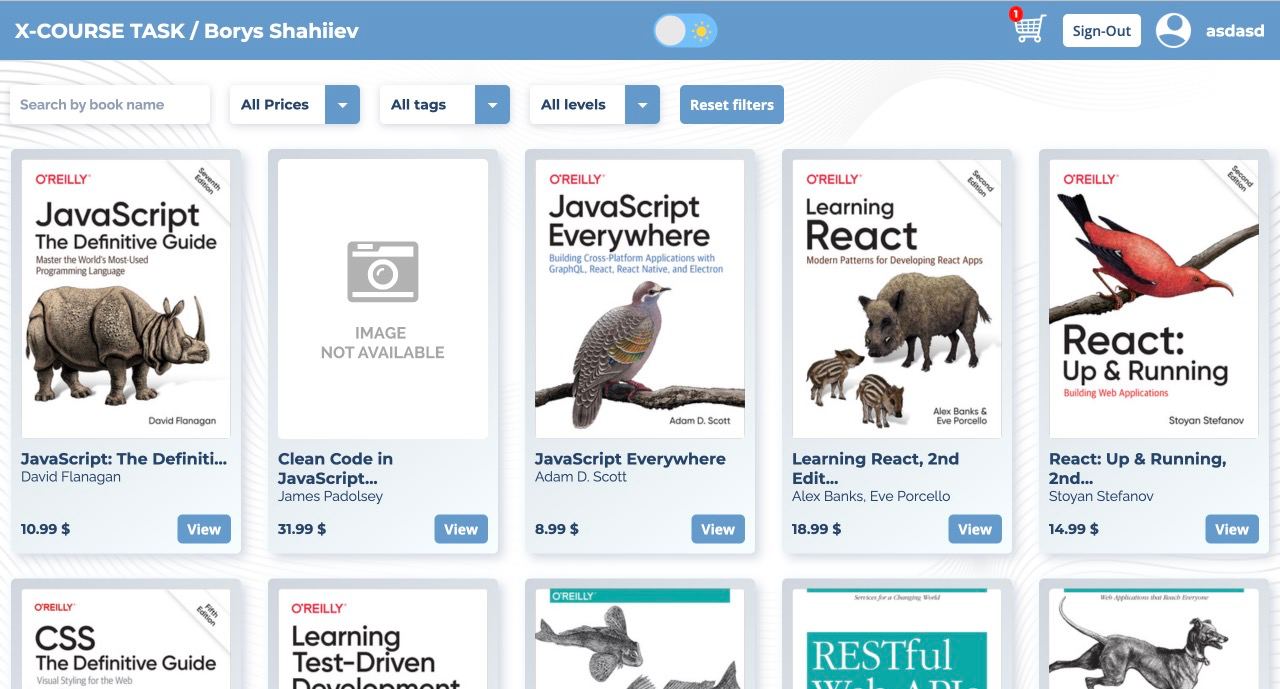 X-COURSE TASK / Borys Shahiiev
1
Sign-Out
asdasd
Search by book name
All Prices
All tags
All levels
Reset filters
O'REILLY
Seventh
Edition
JavaScript
The Definitive Guide
Master the World's Most-Used
Programming Language
David Flanagan
JavaScript: The Definiti...
David Flanagan
10.99 $
View
IMAGE
NOT AVAILABLE
Clean Code in
JavaScript...
James Padolsey
31.99 $
View
O'REILLY
JavaScript
Everywhere
Building Cross-Platform Applications with
GraphQL, React, React Native, and Electron
Adam D. Scott
JavaScript Everywhere
Adam D. Scott
8.99 $
View
O'REILLY
Second
Edition
Learning
React
Modern Patterns for Developing React Apps
Alex Banks &
Eve Porcello
Learning React, 2nd
Edit...
Alex Banks, Eve Porcello
18.99 $
View
O'REILLY
Second
Edition
React:
Up & Running
Building Web Applications
Stoyan Stefanov
React: Up & Running,
2nd...
Stoyan Stefanov
14.99 $
View
O'REILLY
Fifth
Edition
CSS
The Definitive Guide
Visual Styling for the Web
O'REILLY
Learning
Test-Driven
Development
O'REILLY
Services for a Changing World
RESTful
Web APIs
Web Applications that Reach Everyone